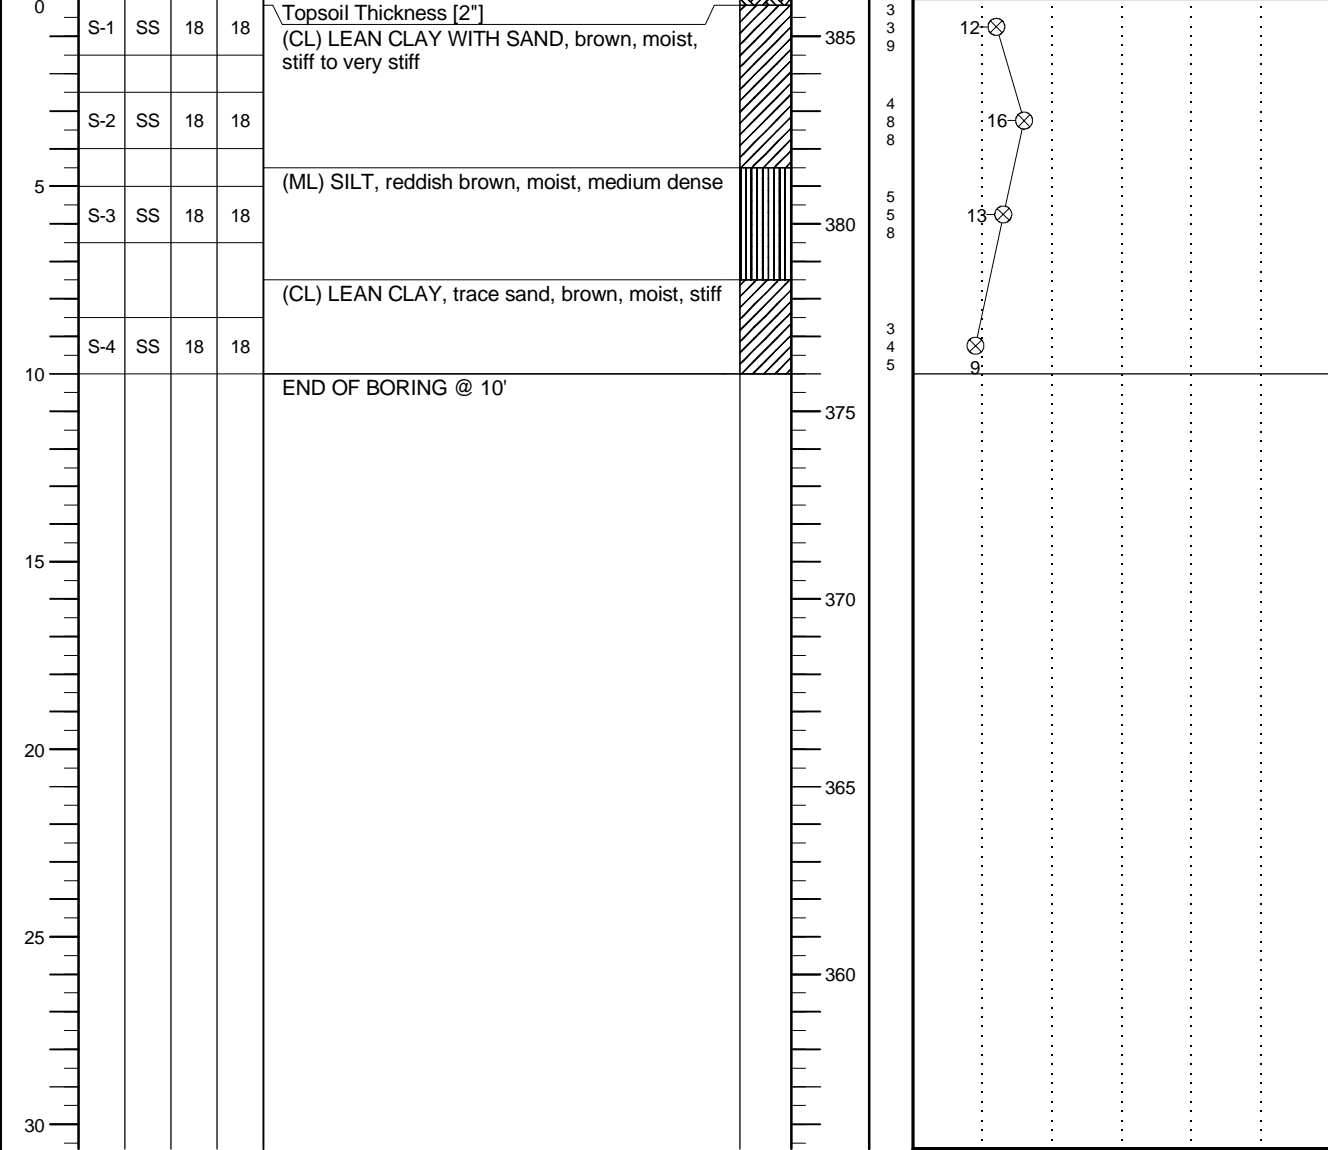 0
S-1 SS 18 18
Topsoil Thickness [2"]
(CL) LEAN CLAY WITH SAND, brown, moist,
stiff to very stiff
385
3
3
9
12
S-2 SS 18 18
4
8
8
16
5
(ML) SILT, reddish brown, moist, medium dense
S-3 SS 18 18
380
5
5
8
13
(CL) LEAN CLAY, trace sand, brown, moist, stiff
S-4 SS 18 18
3
4
5
9
10
END OF BORING @ 10'
375
15
370
20
365
25
360
30